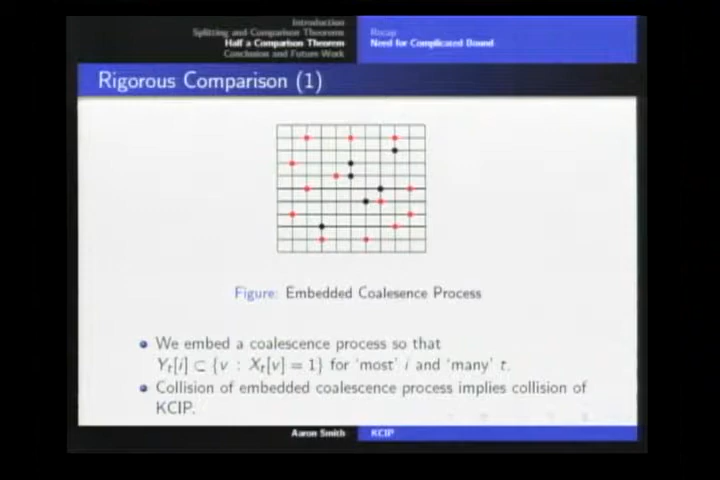 Introduction
Splitting and Comparison Theorems
Half a Comparison Theorem
Conclusion and Future Work
Recap
Need for Complicated Bound
Rigorous Comparison (1)
Figure: Embedded Coalesence Process
We embed a coalescence process so that
Yₜ[i] ⊂ {v : Xₜ[v] = 1} for ‘most’ i and ‘many’ t.
Collision of embedded coalescence process implies collision of
KCIP.
Aaron Smith
KCIP